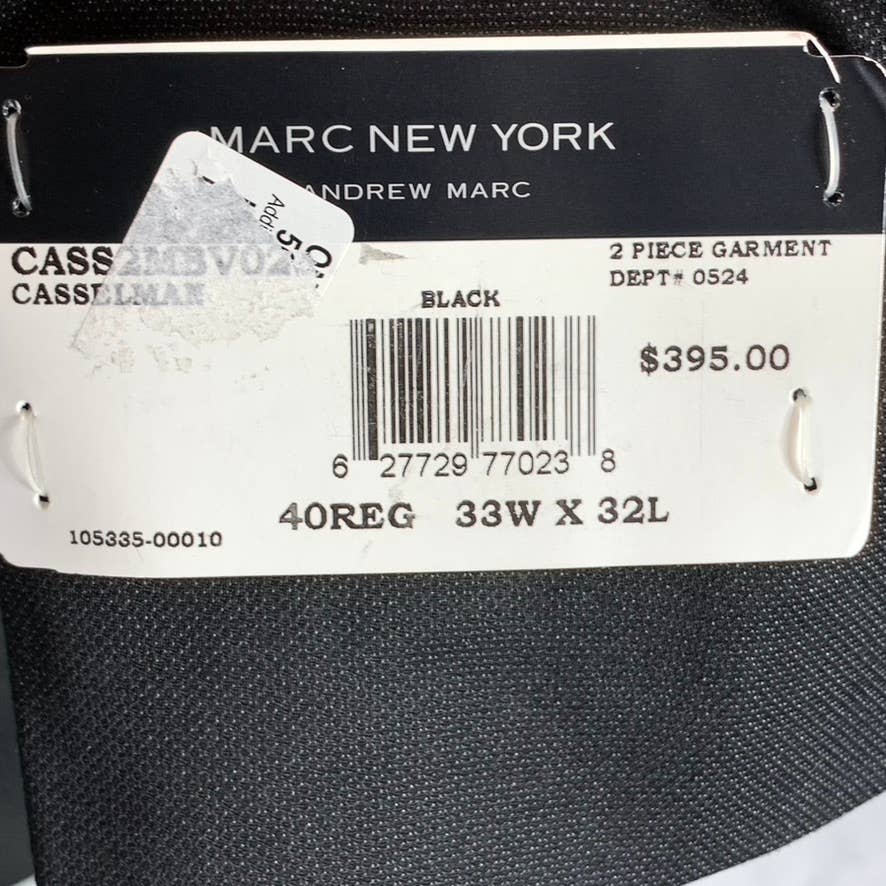 MARC NEW YORK
ANDREW MARC
2 PIECE GARMENT
CASSELMAN
BLACK
DEPT# 0524
$395.00
6 27729 77023 8
40REG 33W X 32L
105335-00010